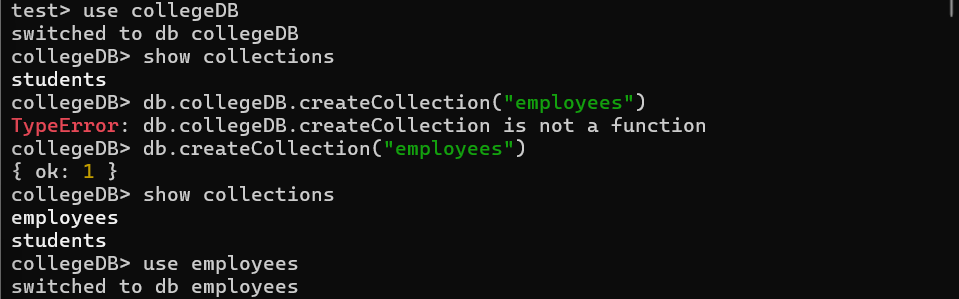 test> use collegeDB
switched to db collegeDB
collegeDB> show collections
students
collegeDB> db.collegeDB.createCollection("employees")
TypeError: db.collegeDB.createCollection is not a function
collegeDB> db.createCollection("employees")
{ ok: 1 }
collegeDB> show collections
employees
students
collegeDB> use employees
switched to db employees